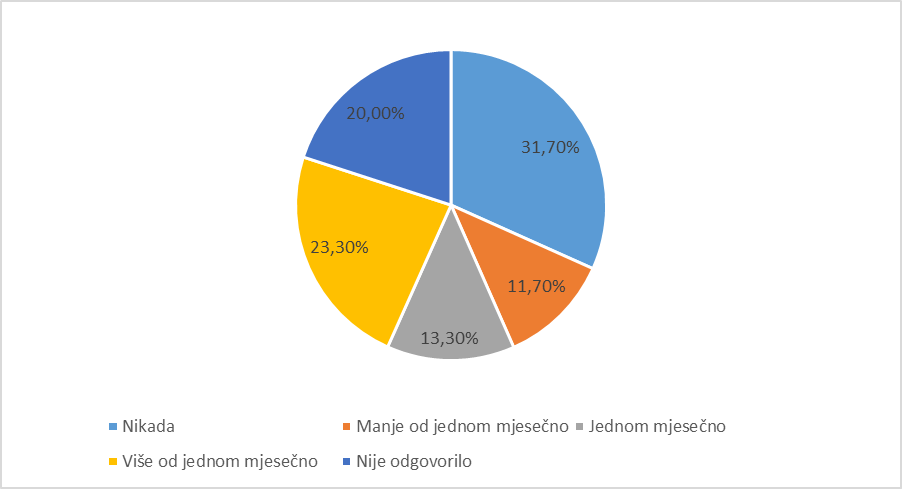 20,00%
31,70%
23,30%
11,70%
13,30%
Nikada
Manje od jednom mjesečno
Jednom mjesečno
Više od jednom mjesečno
Nije odgovorilo